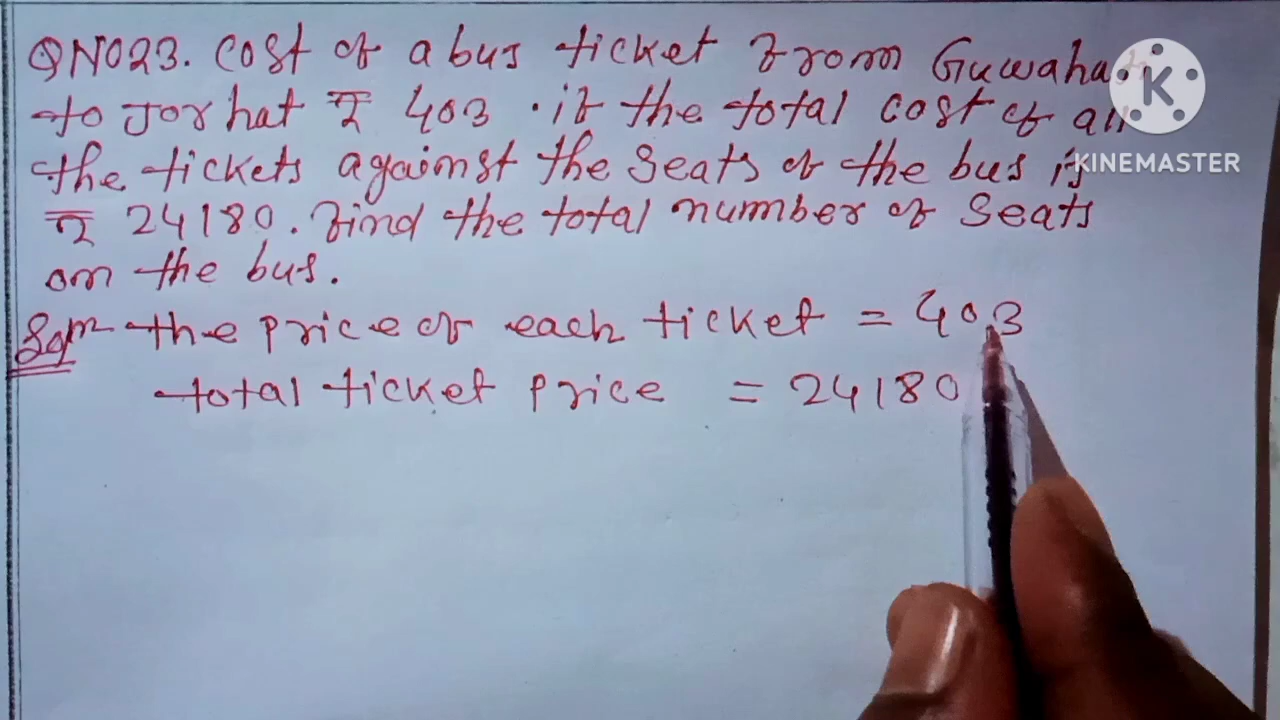 QNO23. Cost of a bus ticket from Guwahati
to Jorhat ₹ 403. if the total cost of all
the tickets against the seats of the bus is
₹ 24180. Find the total number of seats
on the bus.
Solⁿ the price of each ticket = 403
total ticket price = 24180
K
KINEMASTER